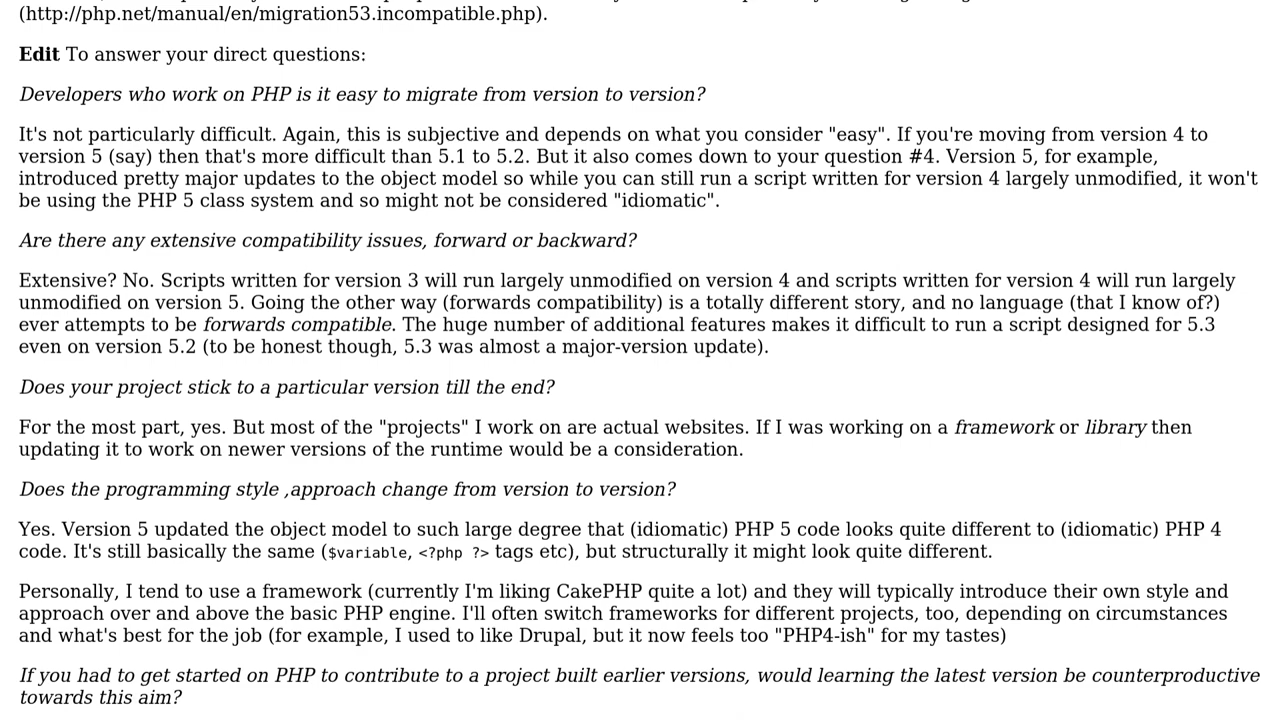 (http://php.net/manual/en/migration53.incompatible.php).
Edit To answer your direct questions:
Developers who work on PHP is it easy to migrate from version to version?
It's not particularly difficult. Again, this is subjective and depends on what you consider "easy". If you're moving from version 4 to
version 5 (say) then that's more difficult than 5.1 to 5.2. But it also comes down to your question #4. Version 5, for example,
introduced pretty major updates to the object model so while you can still run a script written for version 4 largely unmodified, it won't
be using the PHP 5 class system and so might not be considered "idiomatic".
Are there any extensive compatibility issues, forward or backward?
Extensive? No. Scripts written for version 3 will run largely unmodified on version 4 and scripts written for version 4 will run largely
unmodified on version 5. Going the other way (forwards compatibility) is a totally different story, and no language (that I know of?)
ever attempts to be forwards compatible. The huge number of additional features makes it difficult to run a script designed for 5.3
even on version 5.2 (to be honest though, 5.3 was almost a major-version update).
Does your project stick to a particular version till the end?
For the most part, yes. But most of the "projects" I work on are actual websites. If I was working on a framework or library then
updating it to work on newer versions of the runtime would be a consideration.
Does the programming style ,approach change from version to version?
Yes. Version 5 updated the object model to such large degree that (idiomatic) PHP 5 code looks quite different to (idiomatic) PHP 4
code. It's still basically the same ($variable, <?php ?> tags etc), but structurally it might look quite different.
Personally, I tend to use a framework (currently I'm liking CakePHP quite a lot) and they will typically introduce their own style and
approach over and above the basic PHP engine. I'll often switch frameworks for different projects, too, depending on circumstances
and what's best for the job (for example, I used to like Drupal, but it now feels too "PHP4-ish" for my tastes)
If you had to get started on PHP to contribute to a project built earlier versions, would learning the latest version be counterproductive
towards this aim?